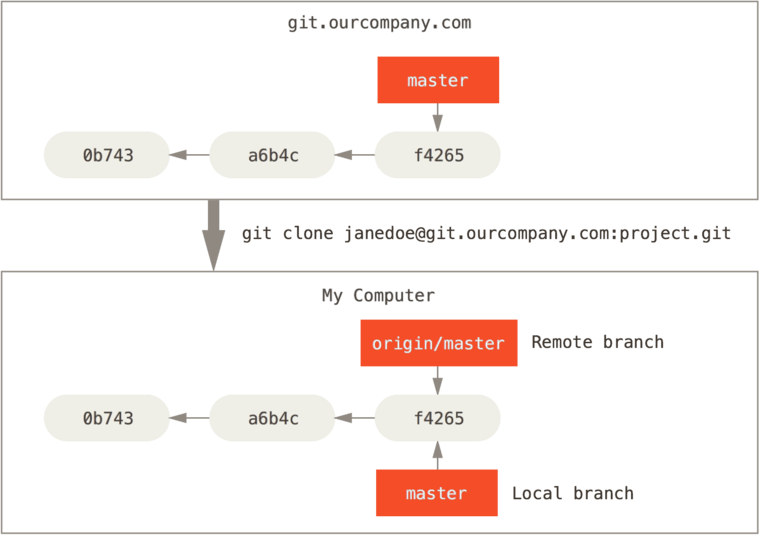 git.ourcompany.com
master
0b743
a6b4c
f4265
git clone janedoe@git.ourcompany.com:project.git
My Computer
origin/master
Remote branch
0b743
a6b4c
f4265
master
Local branch